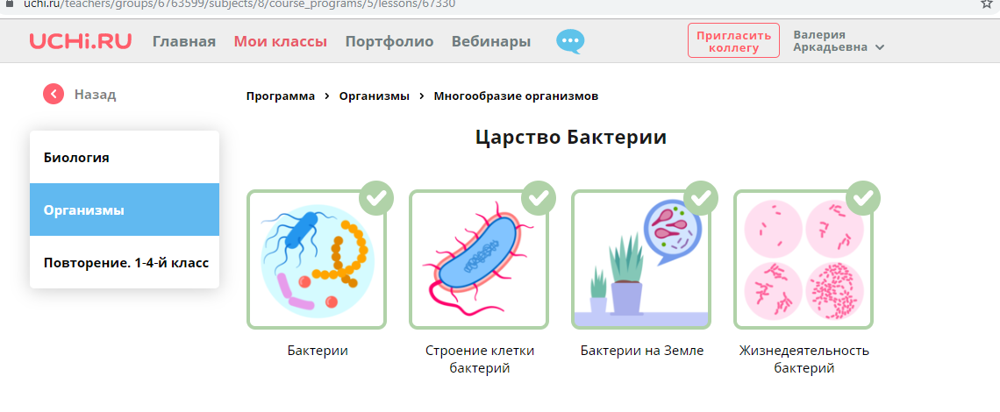 uchi.ru/teachers/groups/6763599/subjects/8/course_programs/5/lessons/67330
UCHi.RU Главная Мои классы Портфолио Вебинары Пригласить коллегу Валерия Аркадьевна
Назад
Программа > Организмы > Многообразие организмов
Царство Бактерии
Биология
Организмы
Повторение. 1-4-й класс
Бактерии
Строение клетки
бактерий
Бактерии на Земле
Жизнедеятельность
бактерий